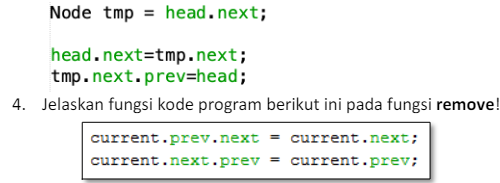 Node tmp = head.next;
head.next=tmp.next;
tmp.next.prev=head;
4. Jelaskan fungsi kode program berikut ini pada fungsi remove!
current.prev.next = current.next;
current.next.prev = current.prev;